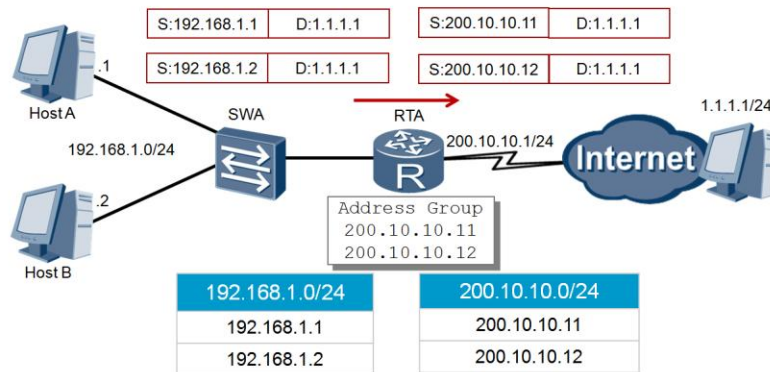 S:192.168.1.1 D:1.1.1.1
S:200.10.10.11 D:1.1.1.1
S:192.168.1.2 D:1.1.1.1
S:200.10.10.12 D:1.1.1.1
.1
Host A
SWA
RTA
1.1.1.1/24
192.168.1.0/24
200.10.10.1/24
Internet
R
.2
Host B
Address Group
200.10.10.11
200.10.10.12
192.168.1.0/24 200.10.10.0/24
192.168.1.1 200.10.10.11
192.168.1.2 200.10.10.12